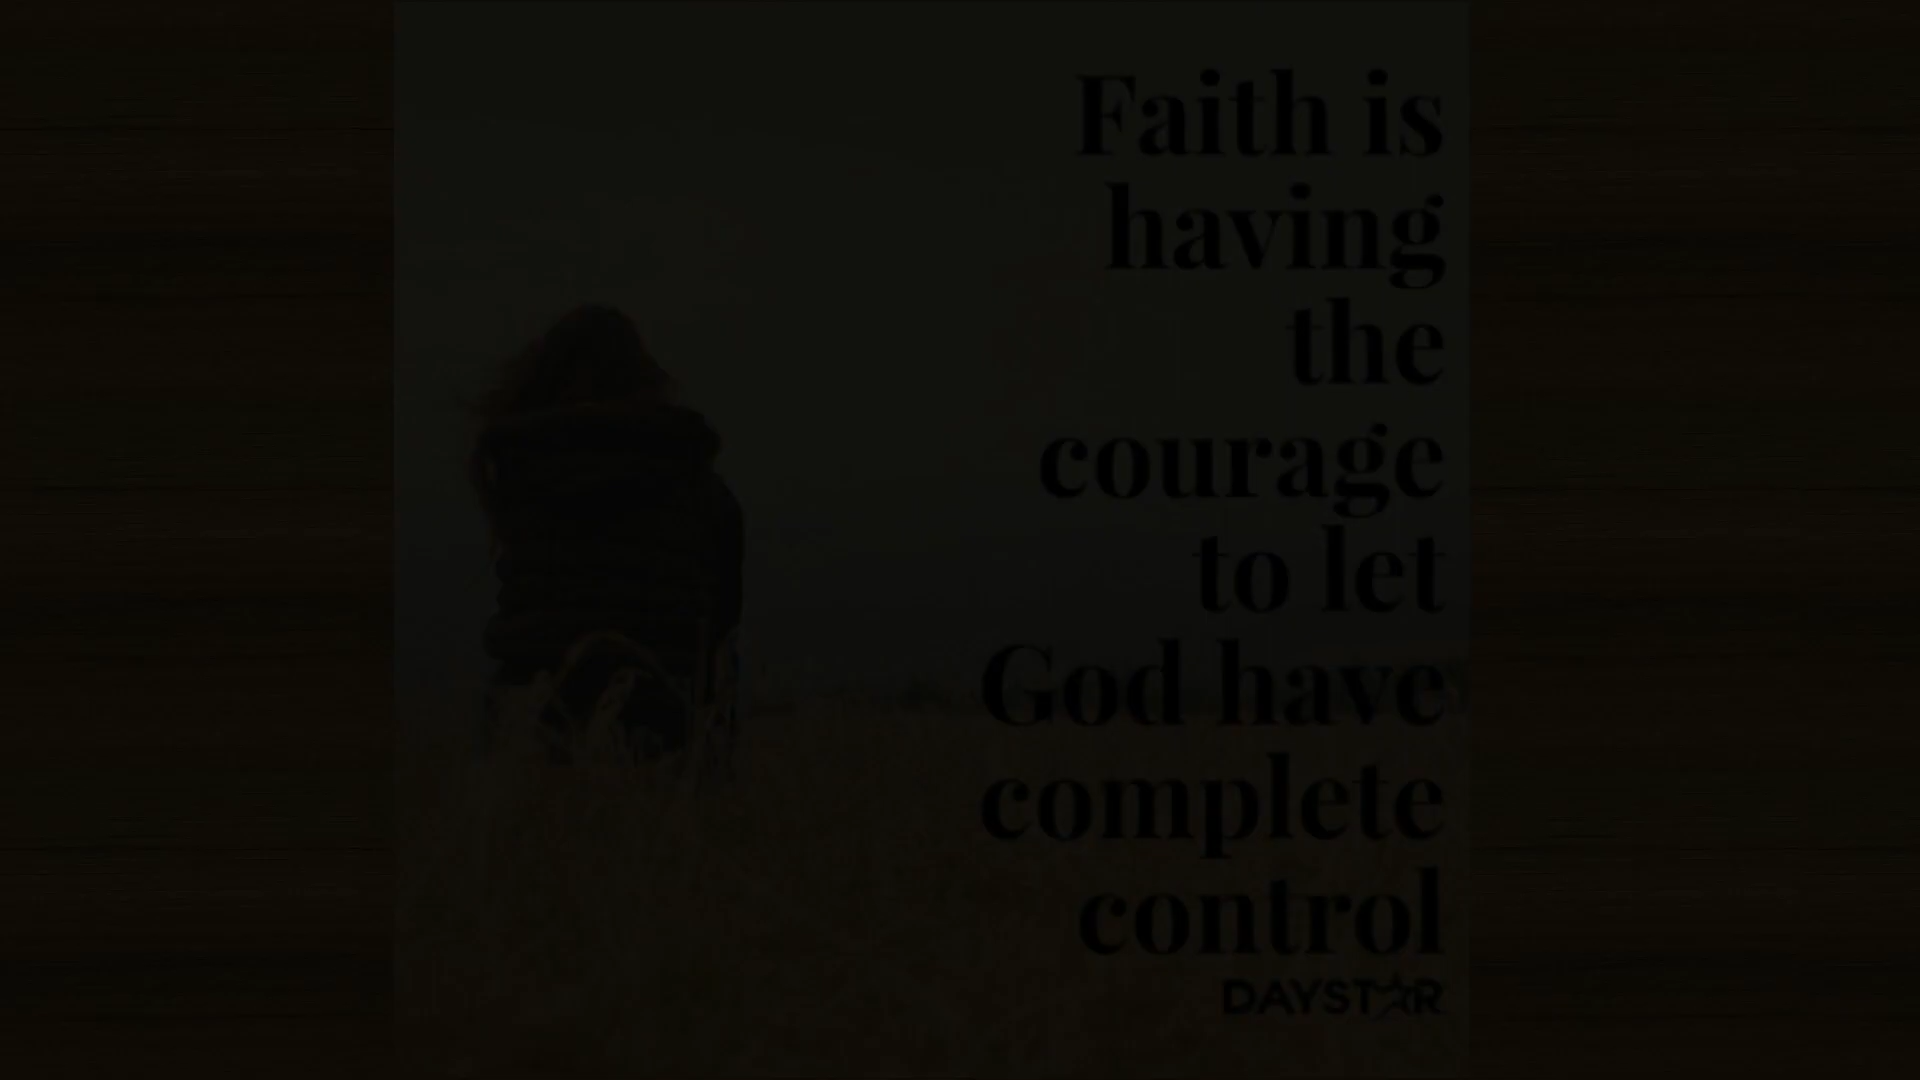 Faith is
having
the
courage
to let
God have
complete
control
DAYSTAR